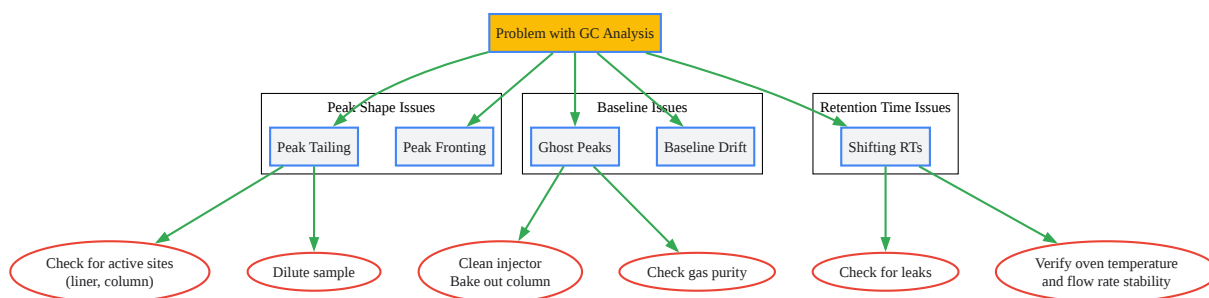 Problem with GC Analysis
Peak Shape Issues
Baseline Issues
Retention Time Issues
Peak Tailing
Peak Fronting
Ghost Peaks
Baseline Drift
Shifting RTs
Check for active sites
(liner, column)
Dilute sample
Clean injector
Bake out column
Check gas purity
Check for leaks
Verify oven temperature
and flow rate stability